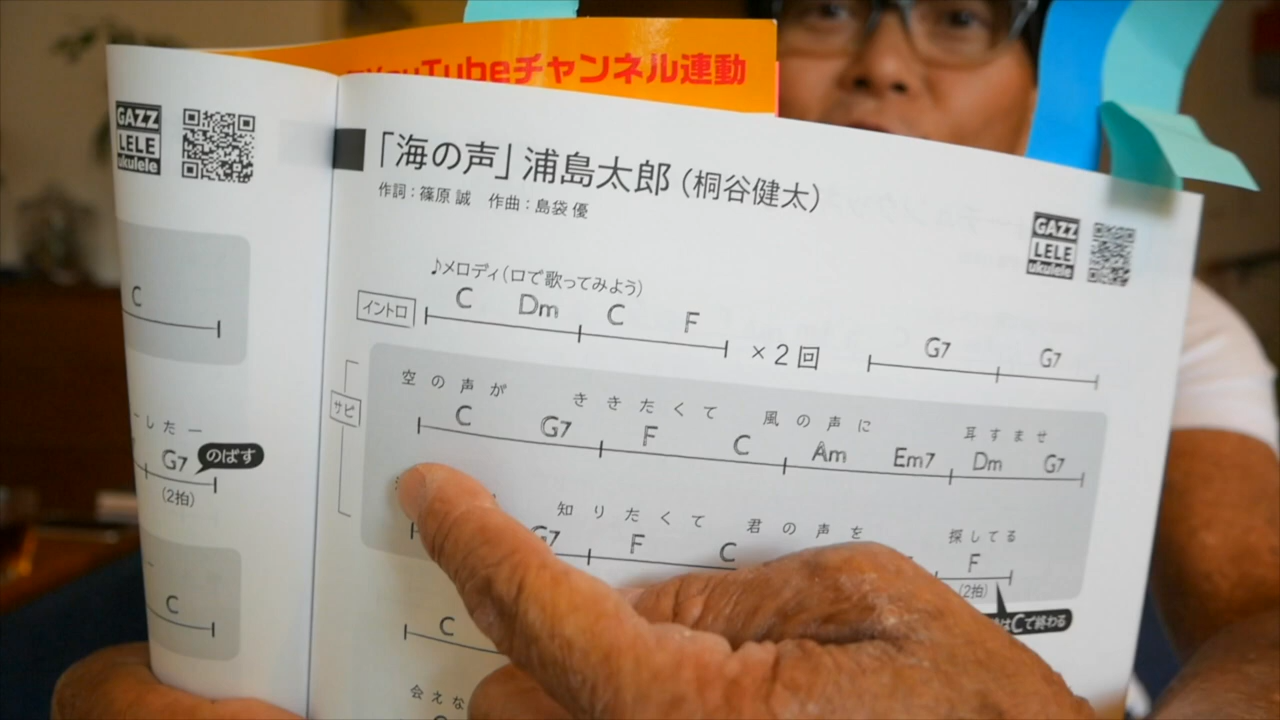 YouTubeチャンネル連動
GAZZ
LELE
ukulele
C
ーしたー
G7
のばす
(2拍)
C
「海の声」浦島太郎（桐谷健太）
作詞：篠原 誠　作曲：島袋 優
GAZZ
LELE
ukulele
♪メロディ（口で歌ってみよう）
イントロ
C Dm C F ×2回 G7 G7
サビ
空の声が ききたくて 風の声に 耳すませ
C G7 F C Am Em7 Dm G7
知りたくて 君の声を 探してる
G7 F C F
(2拍)
はCで終わる
C
会えな